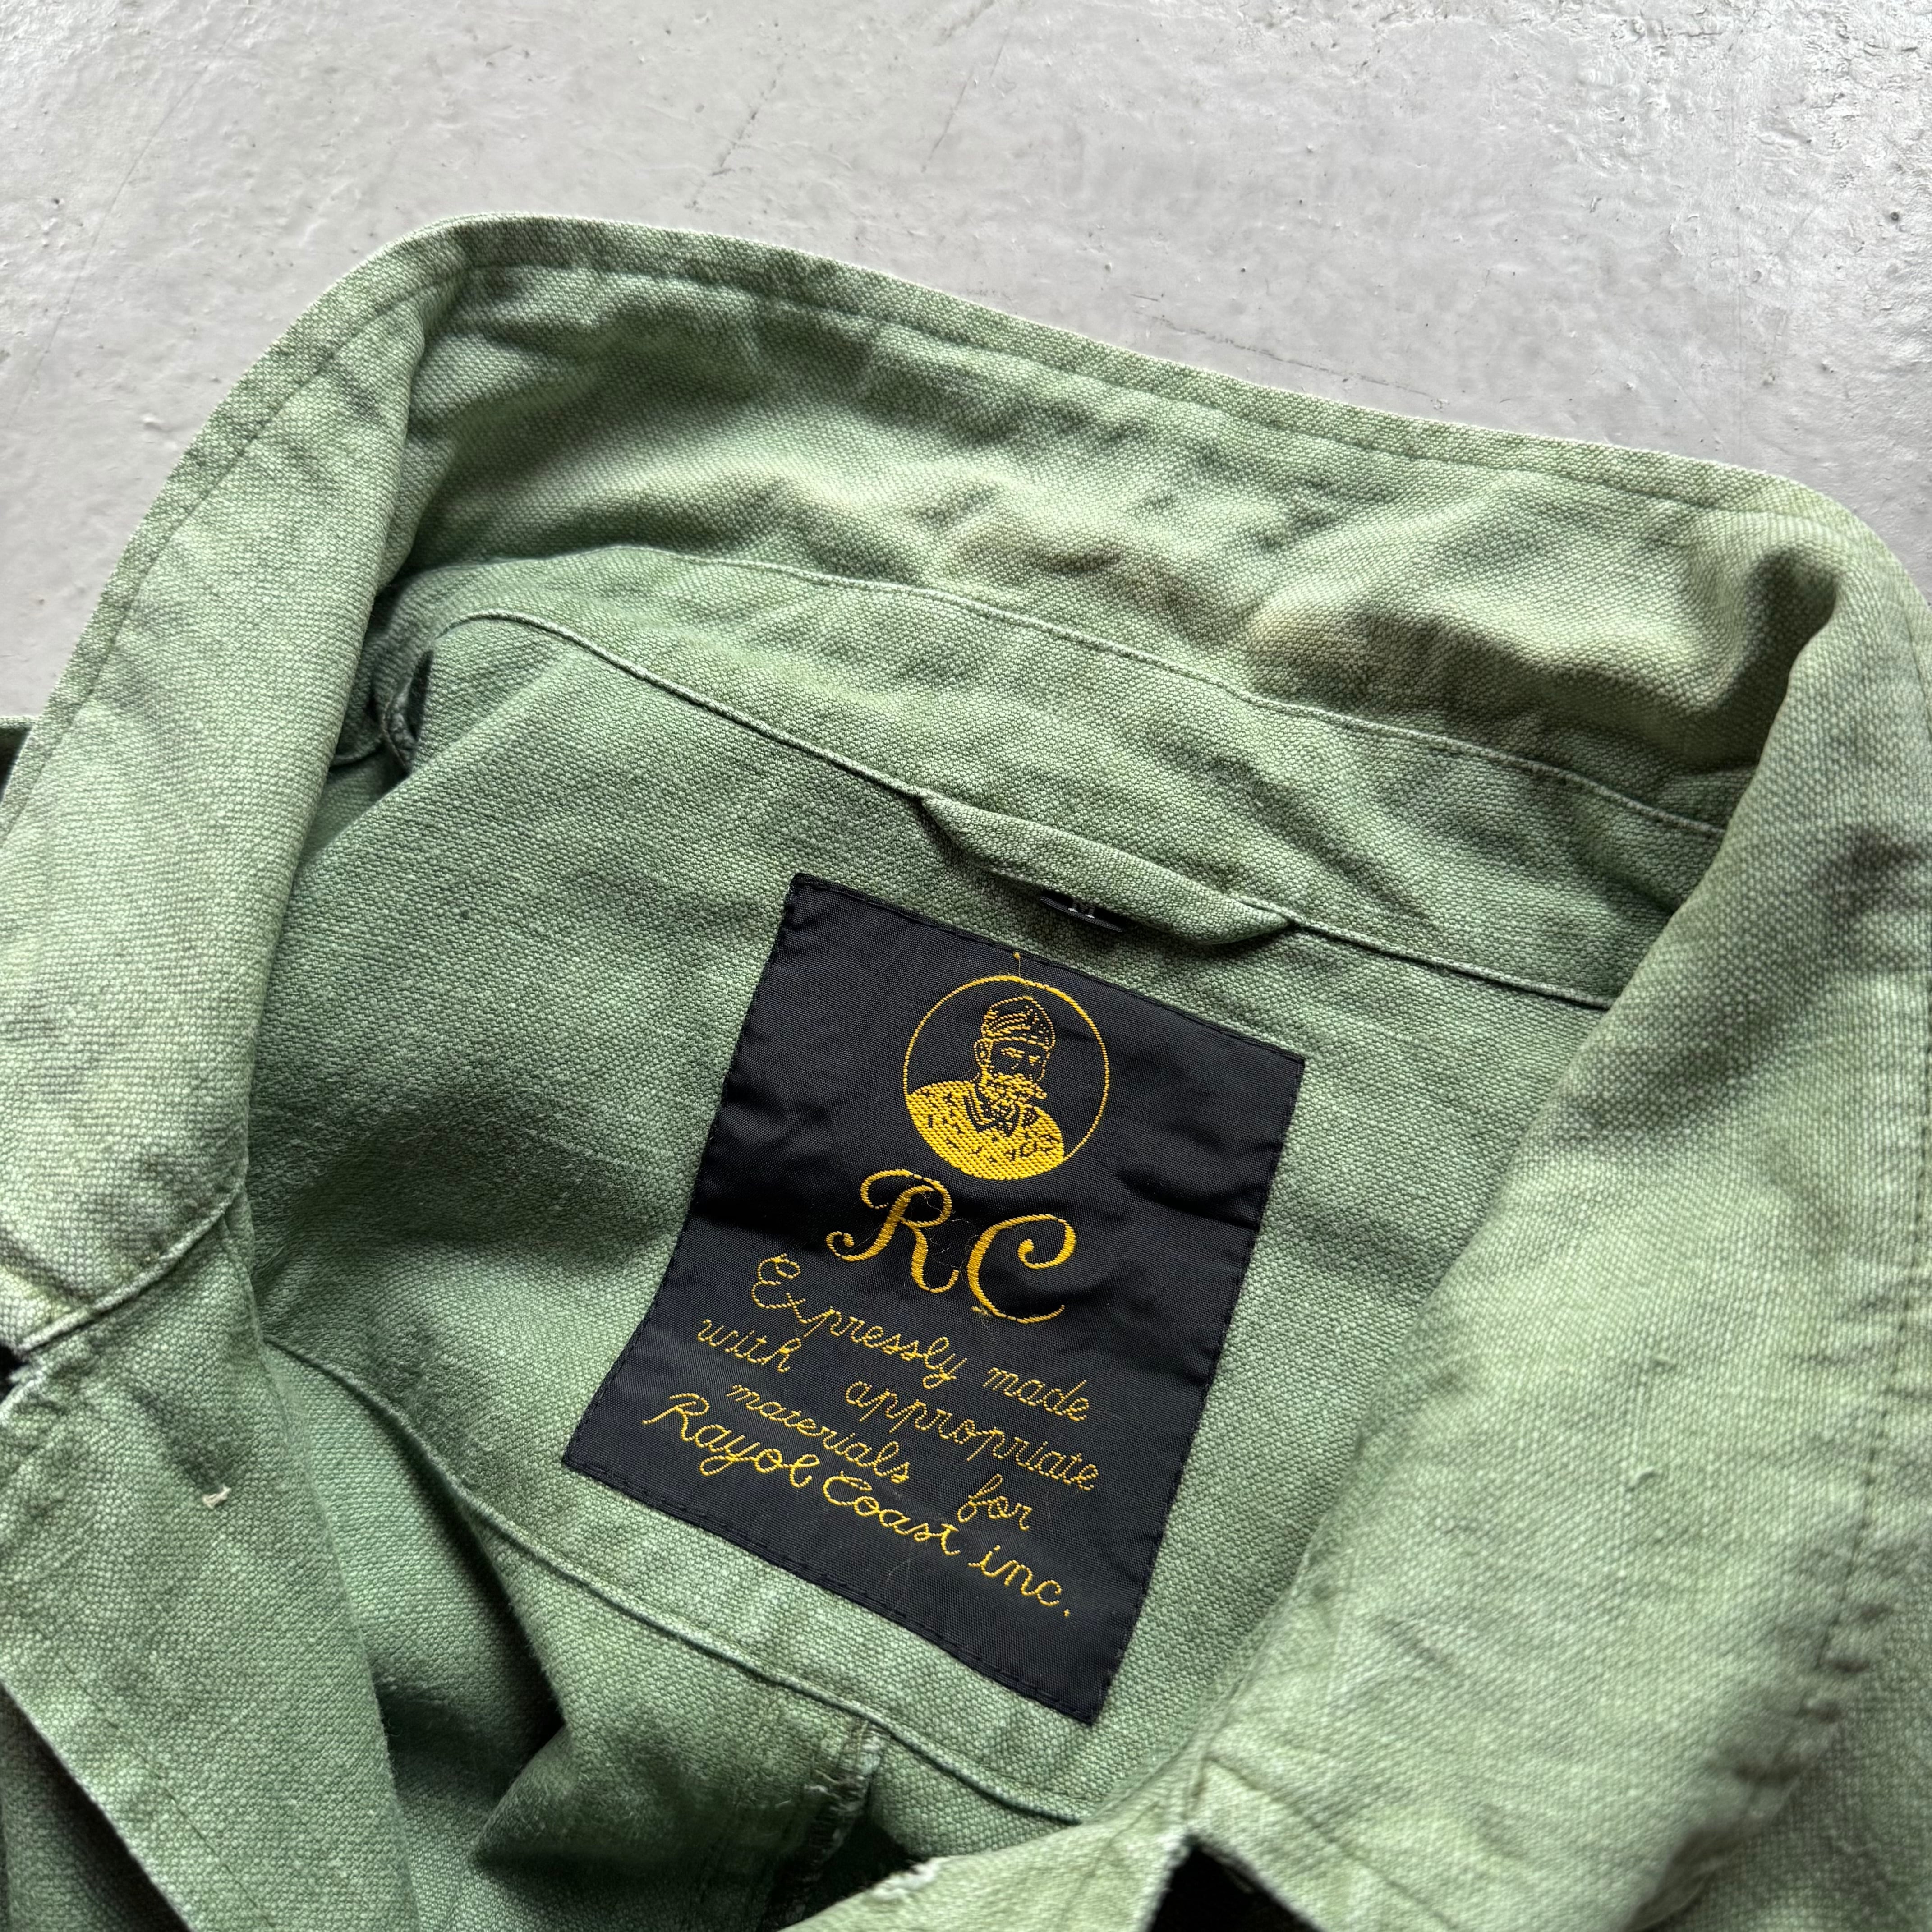 M
RC
Expressly made
with appropriate
materials for
Rayol Coast inc.